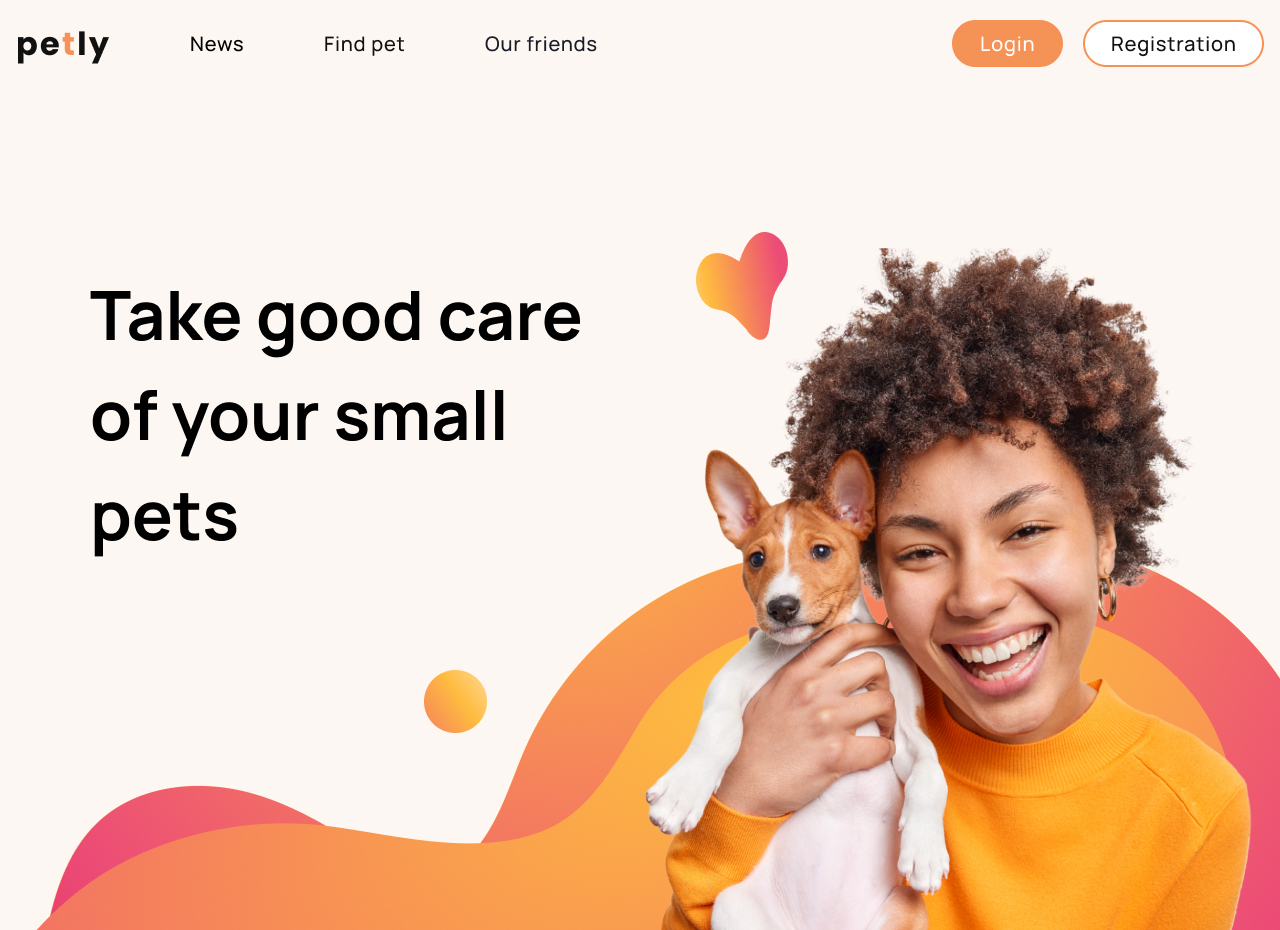 petly News Find pet Our friends Login Registration
Take good care
of your small
pets